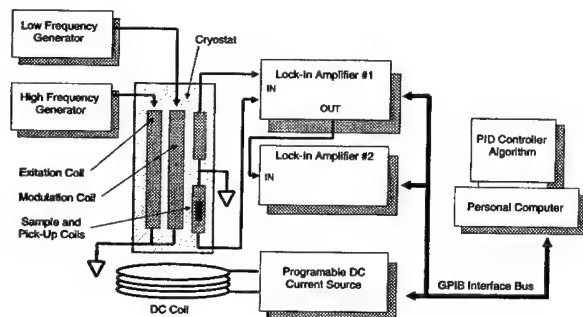 Low Frequency
Generator
High Frequency
Generator
Cryostat
Exitation Coil
Modulation Coil
Sample and
Pick-Up Coils
DC Coil
Lock-In Amplifier #1
IN
OUT
Lock-In Amplifier #2
IN
Programable DC
Current Source
PID Controller
Algorithm
Personal Computer
GPIB Interface Bus